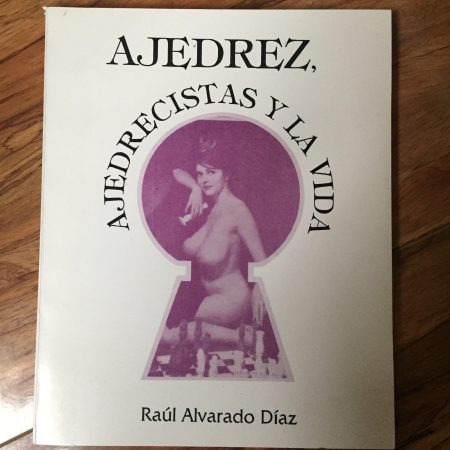 AJEDREZ,
AJEDRECISTAS Y LA VIDA
Raúl Alvarado Díaz